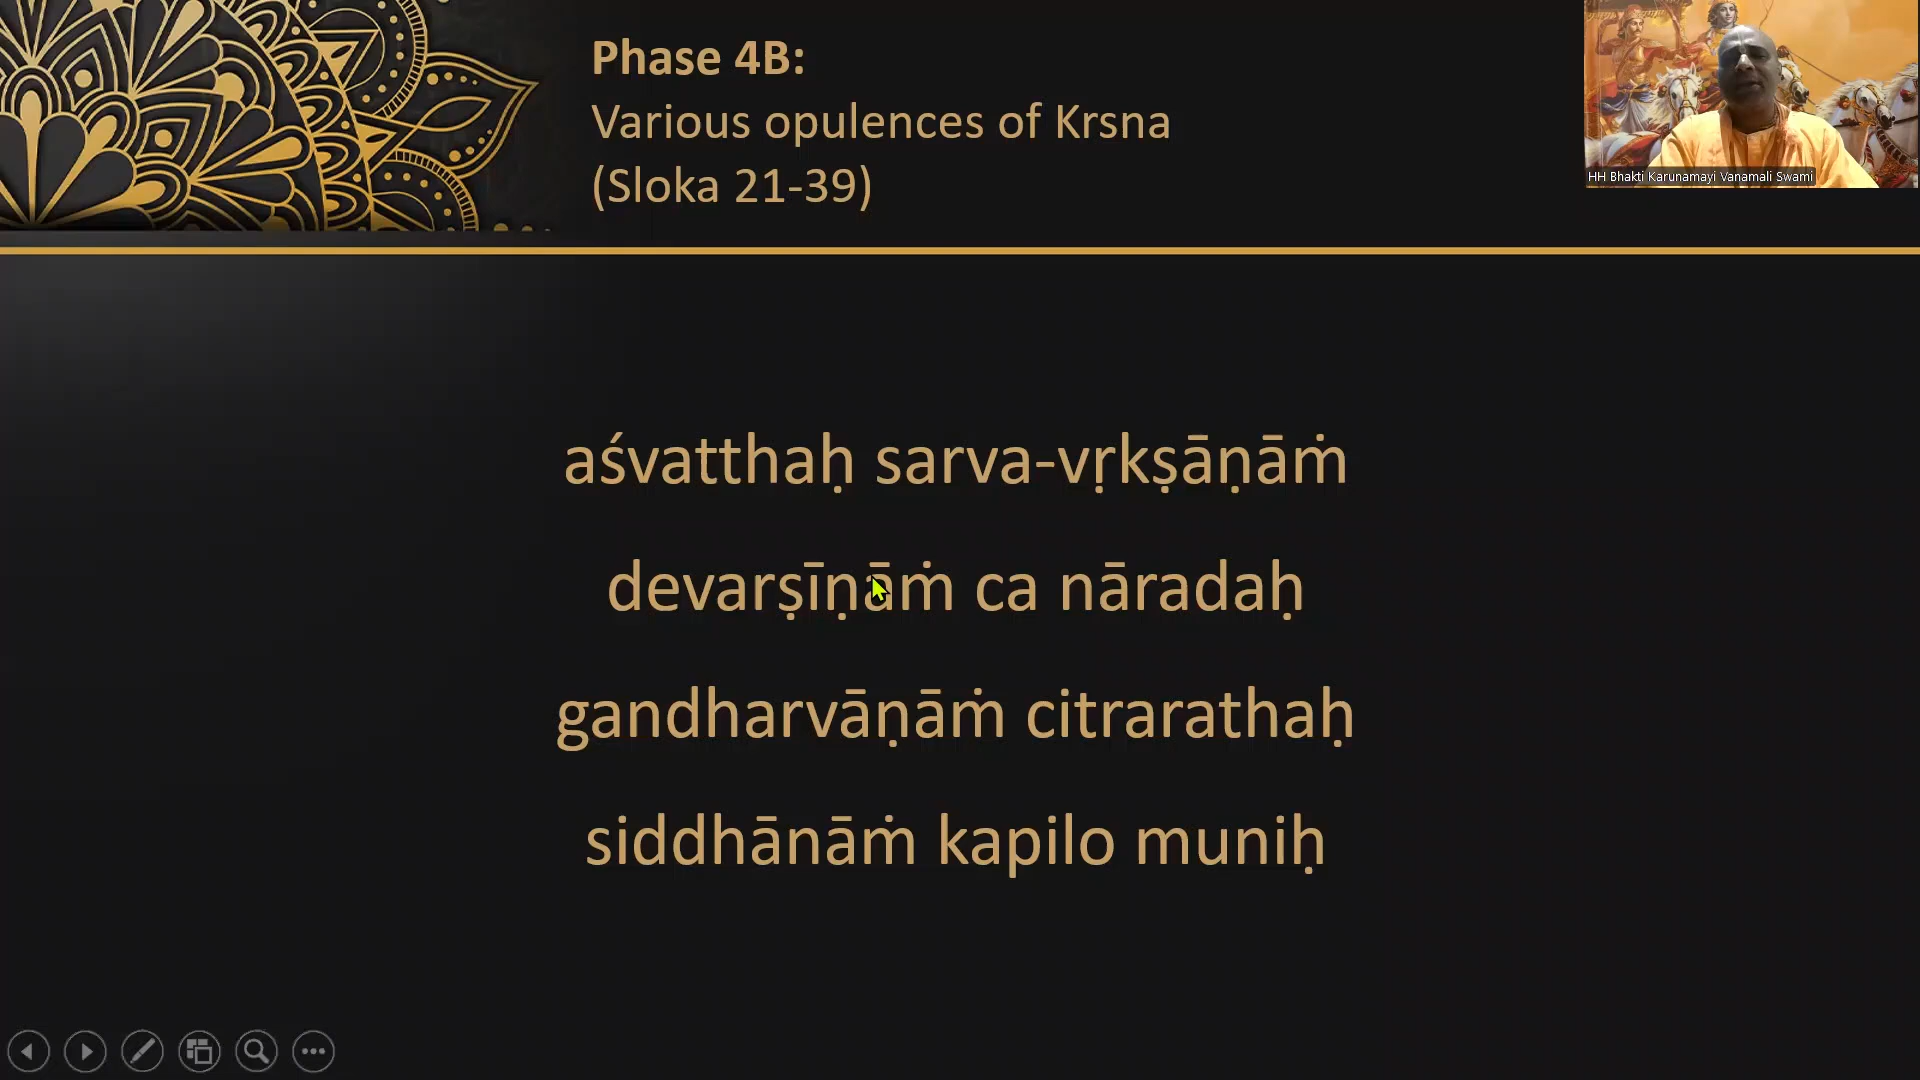 Phase 4B:
Various opulences of Krsna
(Sloka 21-39)
HH Bhakti Karunamayi Vanamali Swami
aśvatthaḥ sarva-vṛkṣāṇāṁ
devarṣīṇāṁ ca nāradaḥ
gandharvāṇāṁ citrarathaḥ
siddhānāṁ kapilo muniḥ